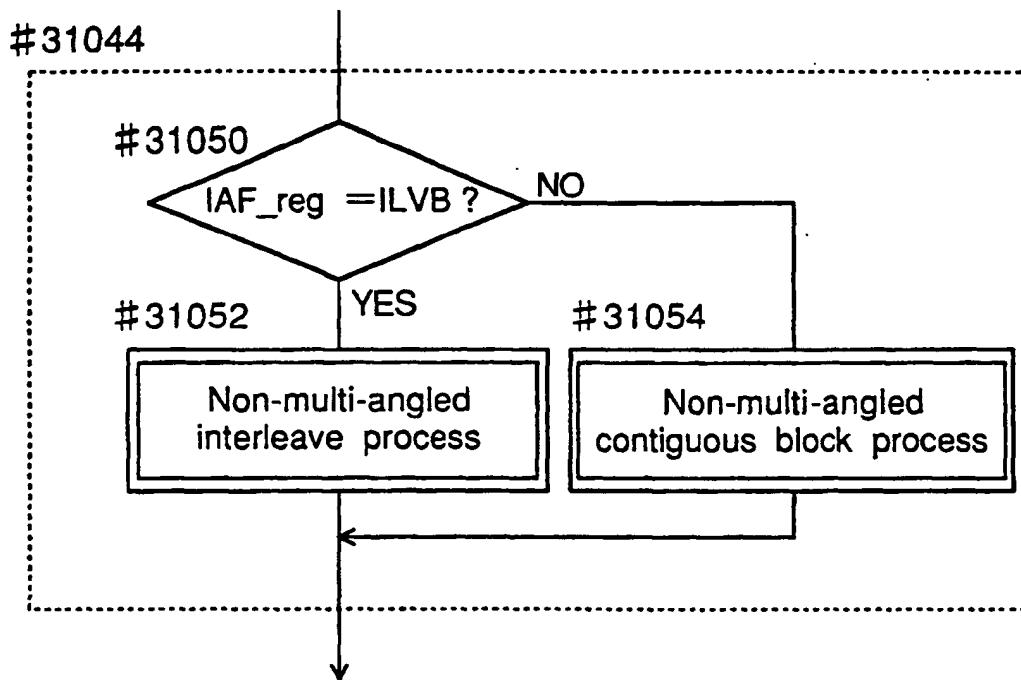 #31044
#31050
IAF_reg =ILVB ?
NO
YES
#31052
#31054
Non-multi-angled
interleave process
Non-multi-angled
contiguous block process